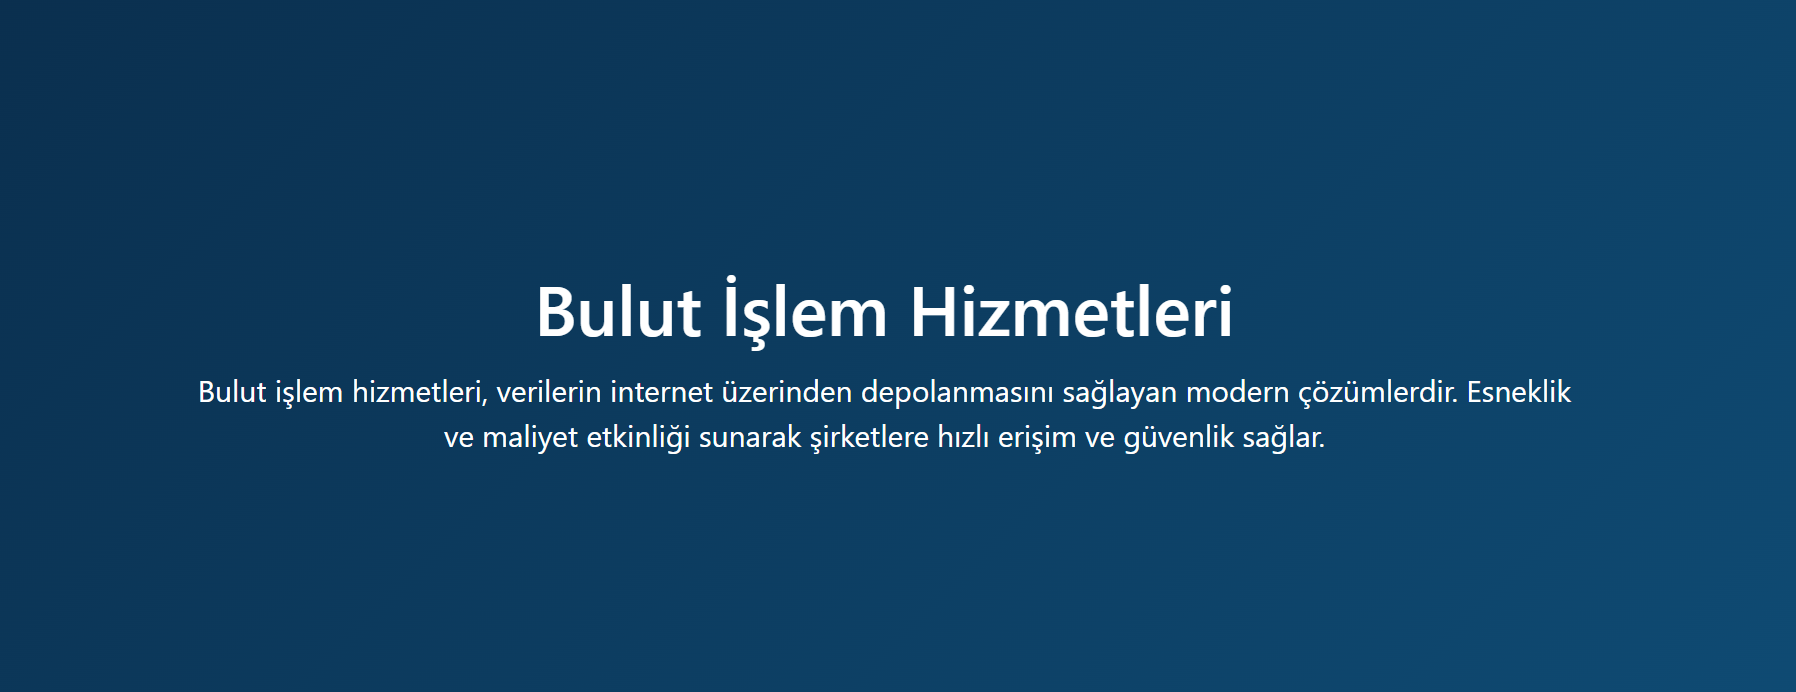 Bulut İşlem Hizmetleri
Bulut işlem hizmetleri, verilerin internet üzerinden depolanmasını sağlayan modern çözümlerdir. Esneklik
ve maliyet etkinliği sunarak şirketlere hızlı erişim ve güvenlik sağlar.